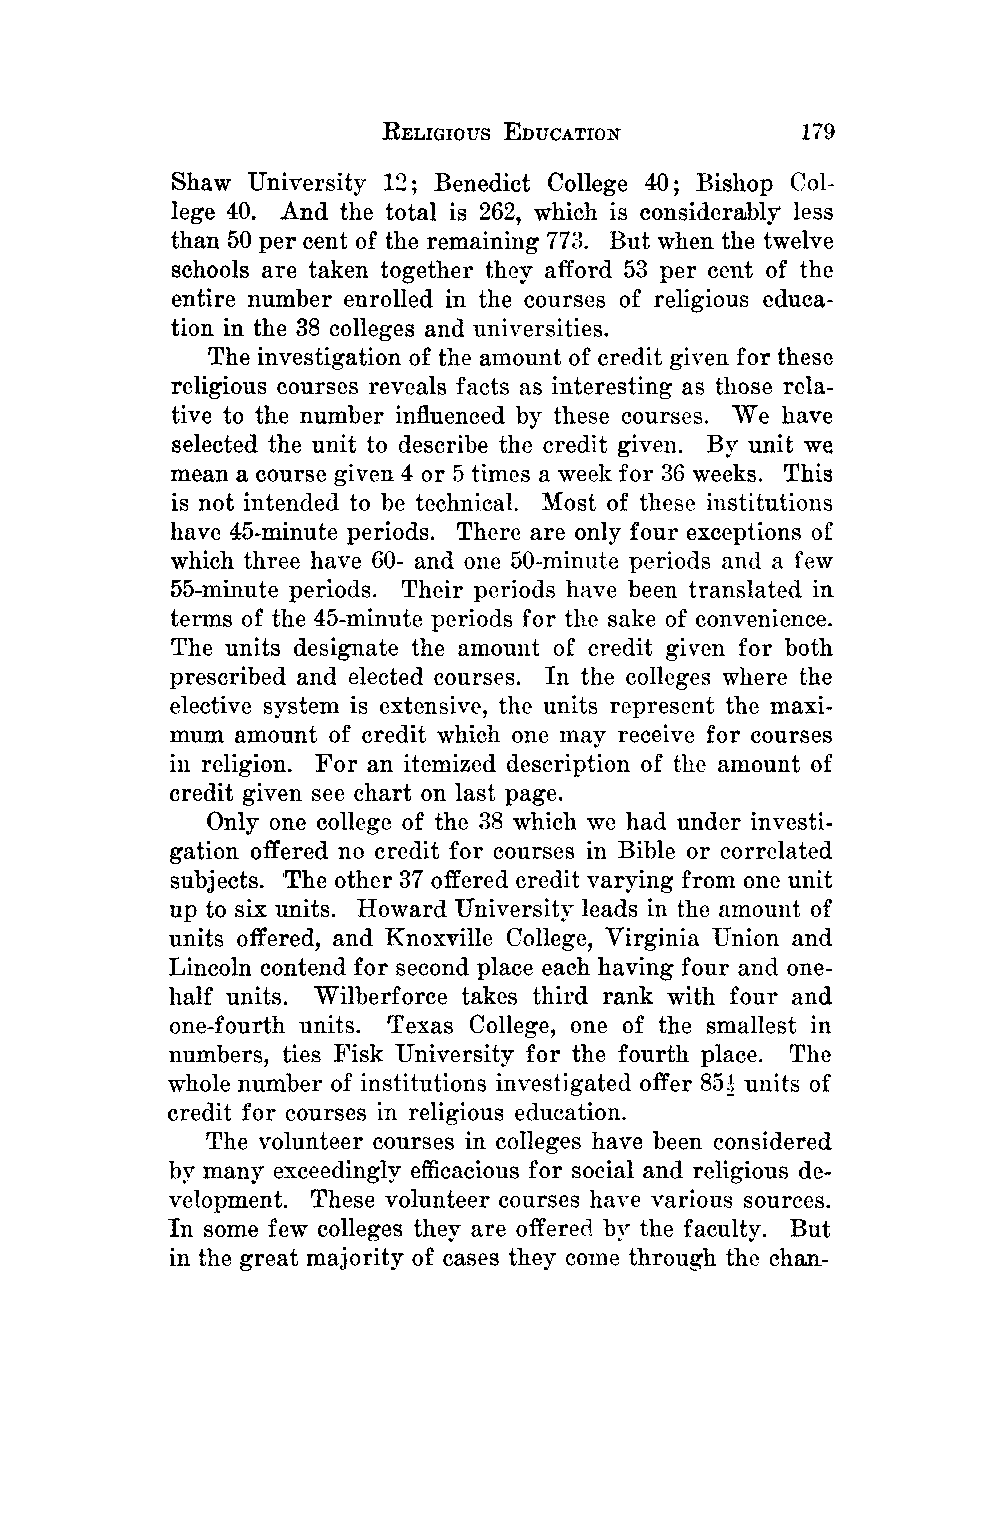 RELIGIOUS EDUCATION 179
Shaw University 12; Benedict College 40; Bishop Col-
lege 40. And the total is 262, which is considerably less
than 50 per cent of the remaining 773. But when the twelve
schools are taken together they afford 53 per cent of the
entire number enrolled in the courses of religious educa-
tion in the 38 colleges and universities.
The investigation of the amount of credit given for these
religious courses reveals facts as interesting as those rela-
tive to the number influenced by these courses. We have
selected the unit to describe the credit given. By unit we
mean a course given 4 or 5 times a week for 36 weeks. This
is not intended to be technical. Most of these institutions
have 45-minute periods. There are only four exceptions of
which three have 60- and one 50-minute periods and a few
55-minute periods. Their periods have been translated in
terms of the 45-minute periods for the sake of convenience.
The units designate the amount of credit given for both
prescribed and elected courses. In the colleges where the
elective system is extensive, the units represent the maxi-
mum amount of credit which one may receive for courses
in religion. For an itemized description of the amount of
credit given see chart on last page.
Only one college of the 38 which we had under investi-
gation offered no credit for courses in Bible or correlated
subjects. The other 37 offered credit varying from one unit
up to six units. Howard University leads in the amount of
units offered, and Knoxville College, Virginia Union and
Lincoln contend for second place each having four and one-
half units. Wilberforce takes third rank with four and
one-fourth units. Texas College, one of the smallest in
numbers, ties Fisk University for the fourth place. The
whole number of institutions investigated offer 85½ units of
credit for courses in religious education.
The volunteer courses in colleges have been considered
by many exceedingly efficacious for social and religious de-
velopment. These volunteer courses have various sources.
In some few colleges they are offered by the faculty. But
in the great majority of cases they come through the chan-